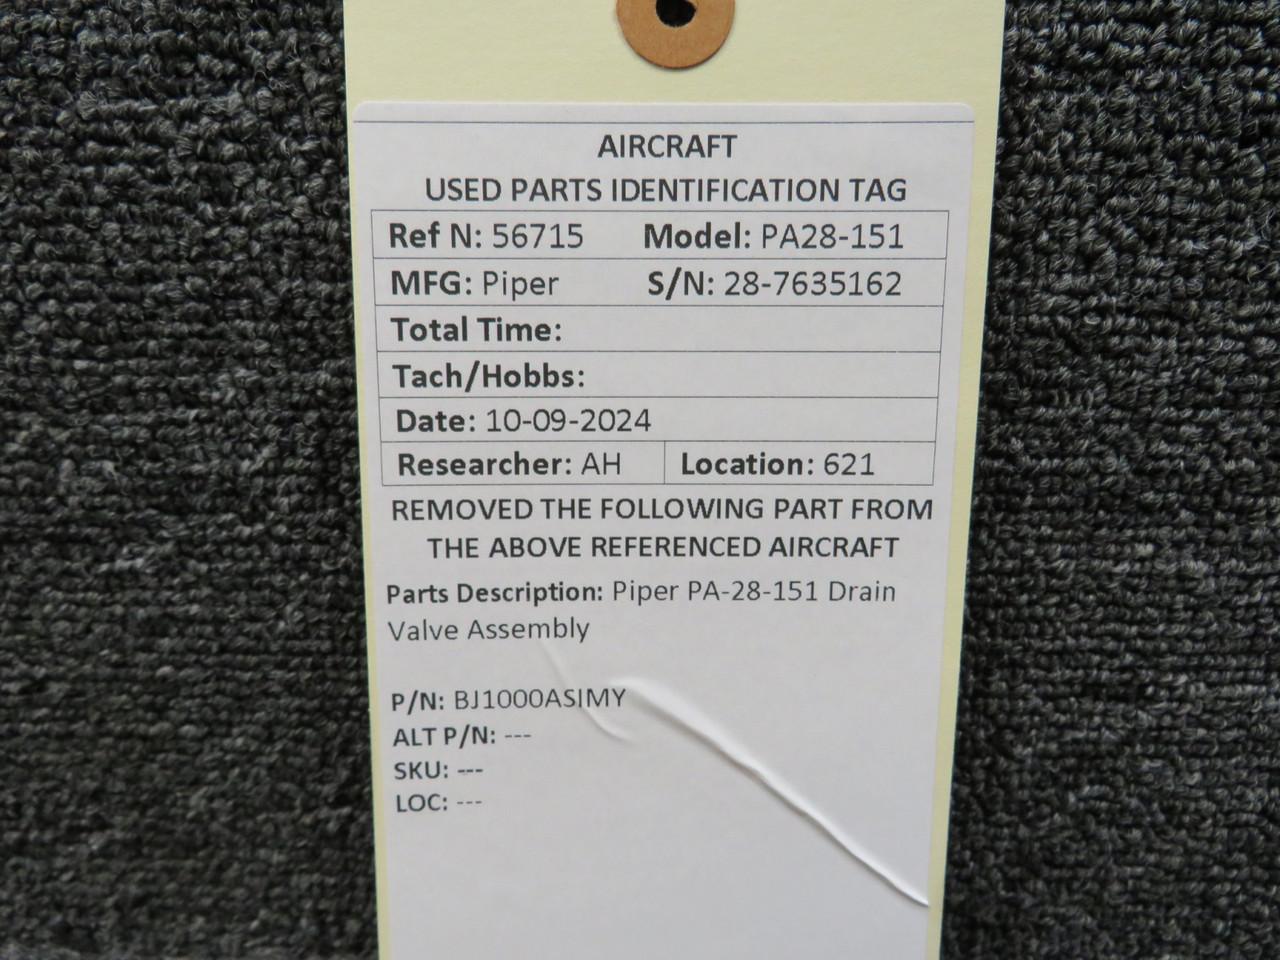 AIRCRAFT
USED PARTS IDENTIFICATION TAG
Ref N: 56715 Model: PA28-151
MFG: Piper S/N: 28-7635162
Total Time:
Tach/Hobbs:
Date: 10-09-2024
Researcher: AH Location: 621
REMOVED THE FOLLOWING PART FROM
THE ABOVE REFERENCED AIRCRAFT
Parts Description: Piper PA-28-151 Drain
Valve Assembly
P/N: BJ1000ASIMY
ALT P/N: ---
SKU: ---
LOC: ---